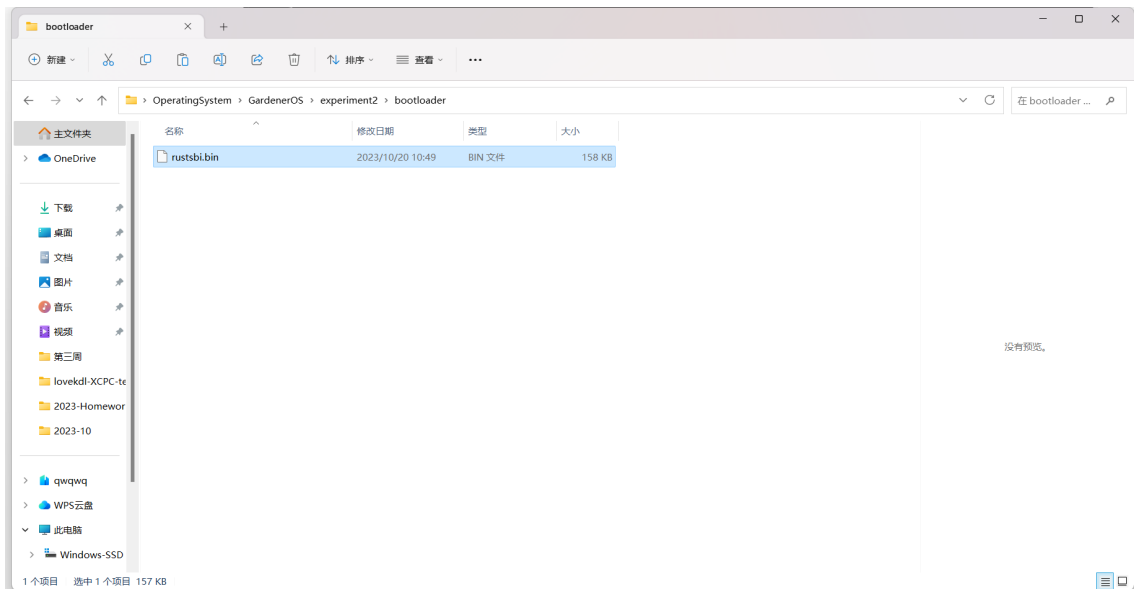 bootloader
新建 排序 查看
OperatingSystem GardenerOS experiment2 bootloader 在 bootloader ...
名称 修改日期 类型 大小
rustsbi.bin 2023/10/20 10:49 BIN 文件 158 KB
主文件夹
OneDrive
下载
桌面
文档
图片
音乐
视频
第三周
lovekdl-XCPC-te
2023-Homewor
2023-10
qwqwq
WPS云盘
此电脑
Windows-SSD
没有预览。
1 个项目 选中 1 个项目 157 KB